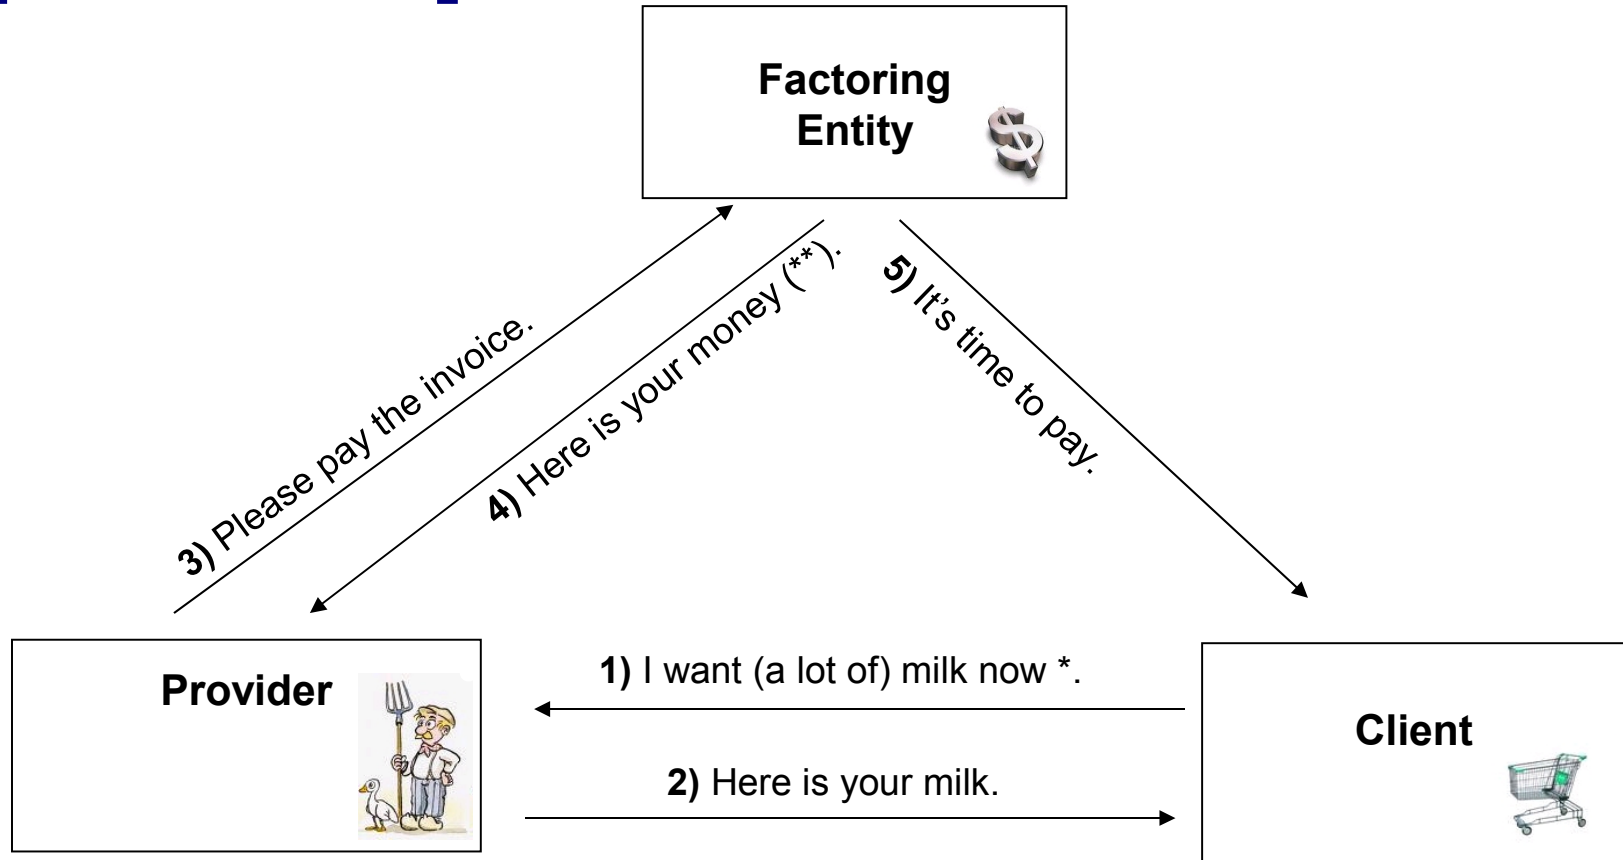 Factoring
Entity
3) Please pay the invoice.
4) Here is your money (**).
5) It’s time to pay.
Provider
1) I want (a lot of) milk now *.
Client
2) Here is your milk.